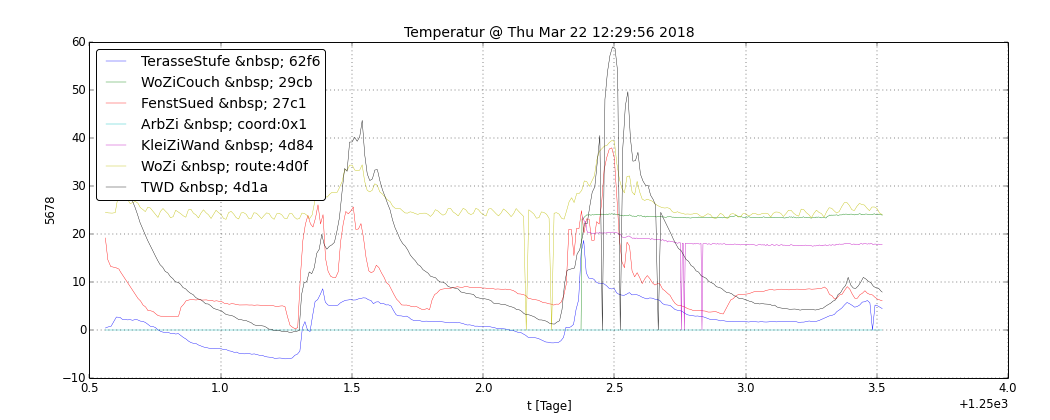 Temperatur @ Thu Mar 22 12:29:56 2018
60
50
40
30
20
10
0
−10
5678
TerasseStufe &nbsp; 62f6
WoZiCouch &nbsp; 29cb
FenstSued &nbsp; 27c1
ArbZi &nbsp; coord:0x1
KleiZiWand &nbsp; 4d84
WoZi &nbsp; route:4d0f
TWD &nbsp; 4d1a
0.5 1.0 1.5 2.0 2.5 3.0 3.5 4.0
t [Tage]
+1.25e3